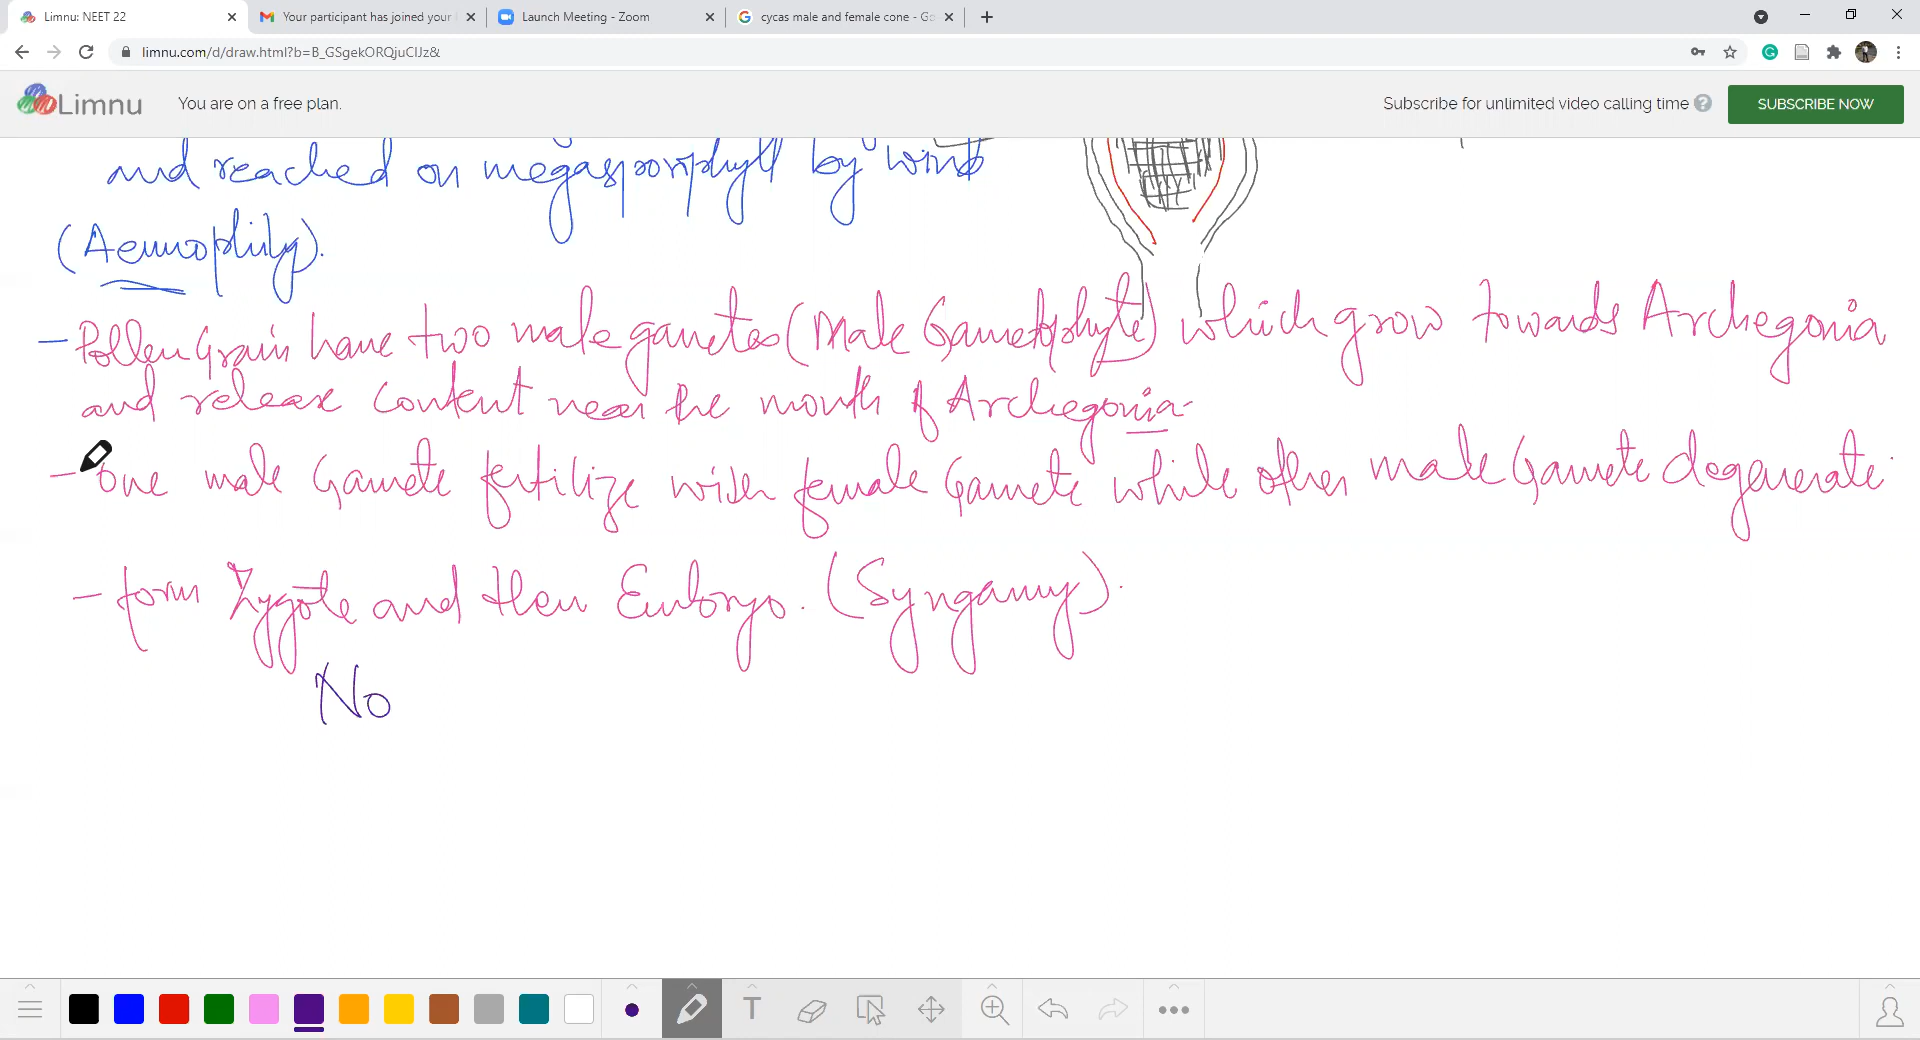 Limnu: NEET 22
Your participant has joined your
Launch Meeting - Zoom
cycas male and female cone - Go
limnu.com/d/draw.html?b=B_GSgekORQjuCIJz&
Limnu
You are on a free plan.
Subscribe for unlimited video calling time ?
SUBSCRIBE NOW
and reached on megasporophyll by wind
(Aenmophily).
- Pollen Grain have two male gametes (Male Gametophyte) which grow towards Archegonia
and release content near the mouth of Archegonia-
- One male Gamete fertilize with female Gamete while other male Gamete degenerate.
- form Zygote and then Embryo. (Syngamy).
No
T